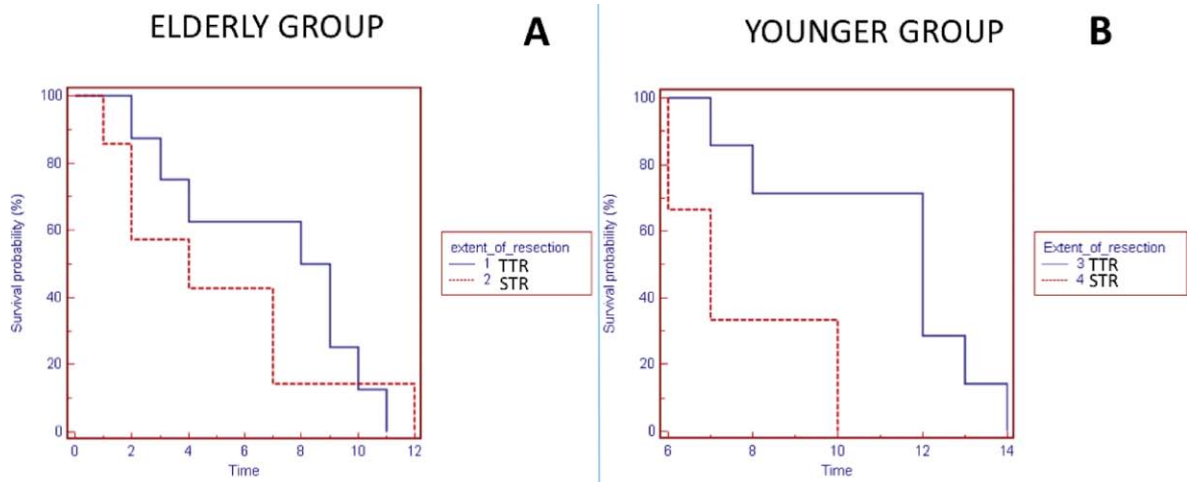 ELDERLY GROUP
A
100
80
60
40
20
0
Survival probability (%)
0 2 4 6 8 10 12
Time
extent_of_resection
1 TTR
2 STR
YOUNGER GROUP
B
100
80
60
40
20
0
Survival probability (%)
6 8 10 12 14
Time
Extent_of_resection
3 TTR
4 STR